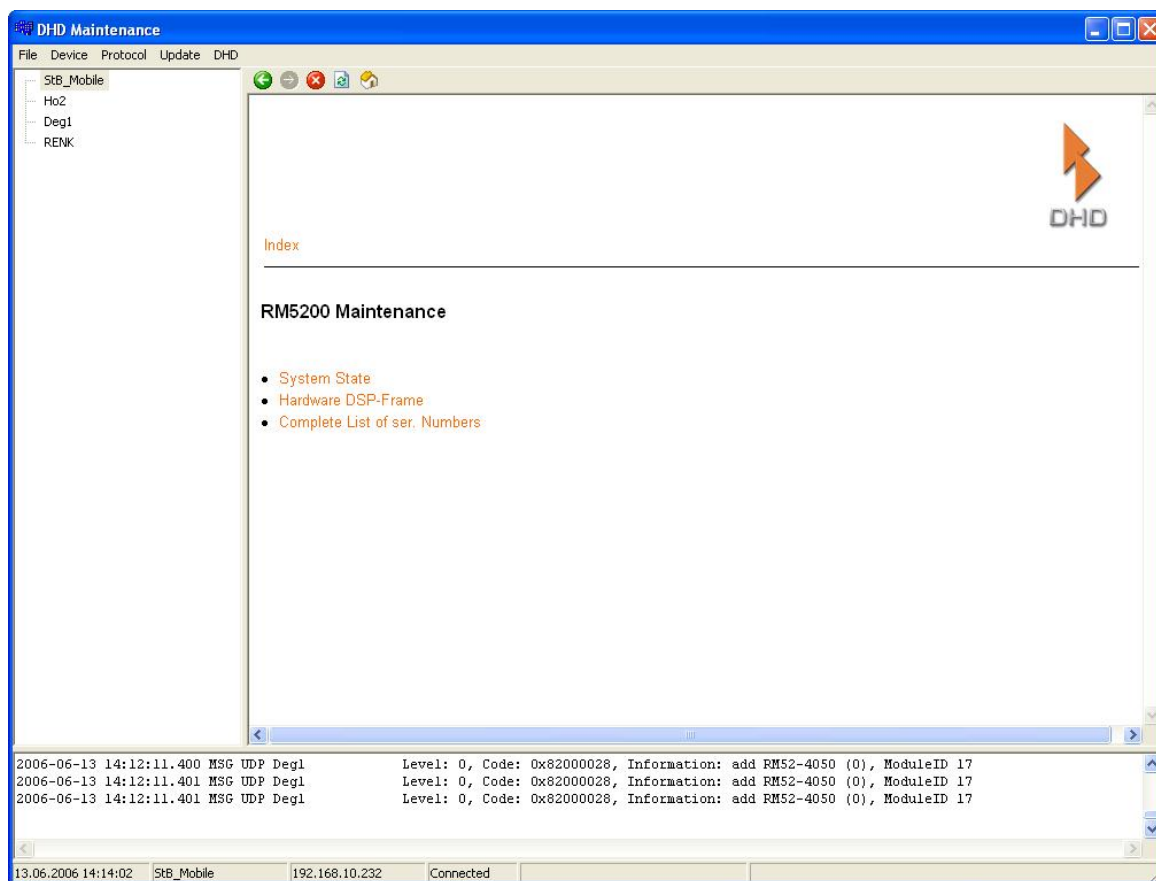 DHD Maintenance
File Device Protocol Update DHD
StB_Mobile
Ho2
Deg1
RENK
DHD
Index
RM5200 Maintenance
System State
Hardware DSP-Frame
Complete List of ser. Numbers
2006-06-13 14:12:11.400 MSG UDP Deg1 Level: 0, Code: 0x82000028, Information: add RM52-4050 (0), ModuleID 17
2006-06-13 14:12:11.401 MSG UDP Deg1 Level: 0, Code: 0x82000028, Information: add RM52-4050 (0), ModuleID 17
2006-06-13 14:12:11.401 MSG UDP Deg1 Level: 0, Code: 0x82000028, Information: add RM52-4050 (0), ModuleID 17
13.06.2006 14:14:02 StB_Mobile 192.168.10.232 Connected